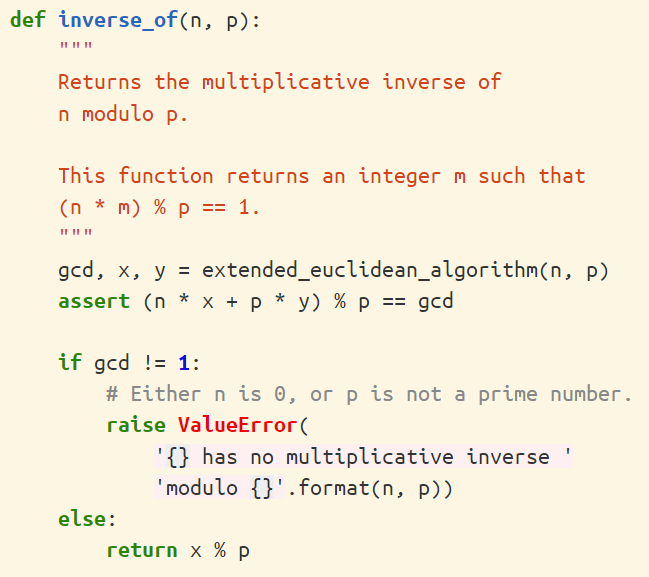 def inverse_of(n, p):
    """
    Returns the multiplicative inverse of
    n modulo p.

    This function returns an integer m such that
    (n * m) % p == 1.
    """
    gcd, x, y = extended_euclidean_algorithm(n, p)
    assert (n * x + p * y) % p == gcd

    if gcd != 1:
        # Either n is 0, or p is not a prime number.
        raise ValueError(
            '{} has no multiplicative inverse '
            'modulo {}'.format(n, p))
    else:
        return x % p